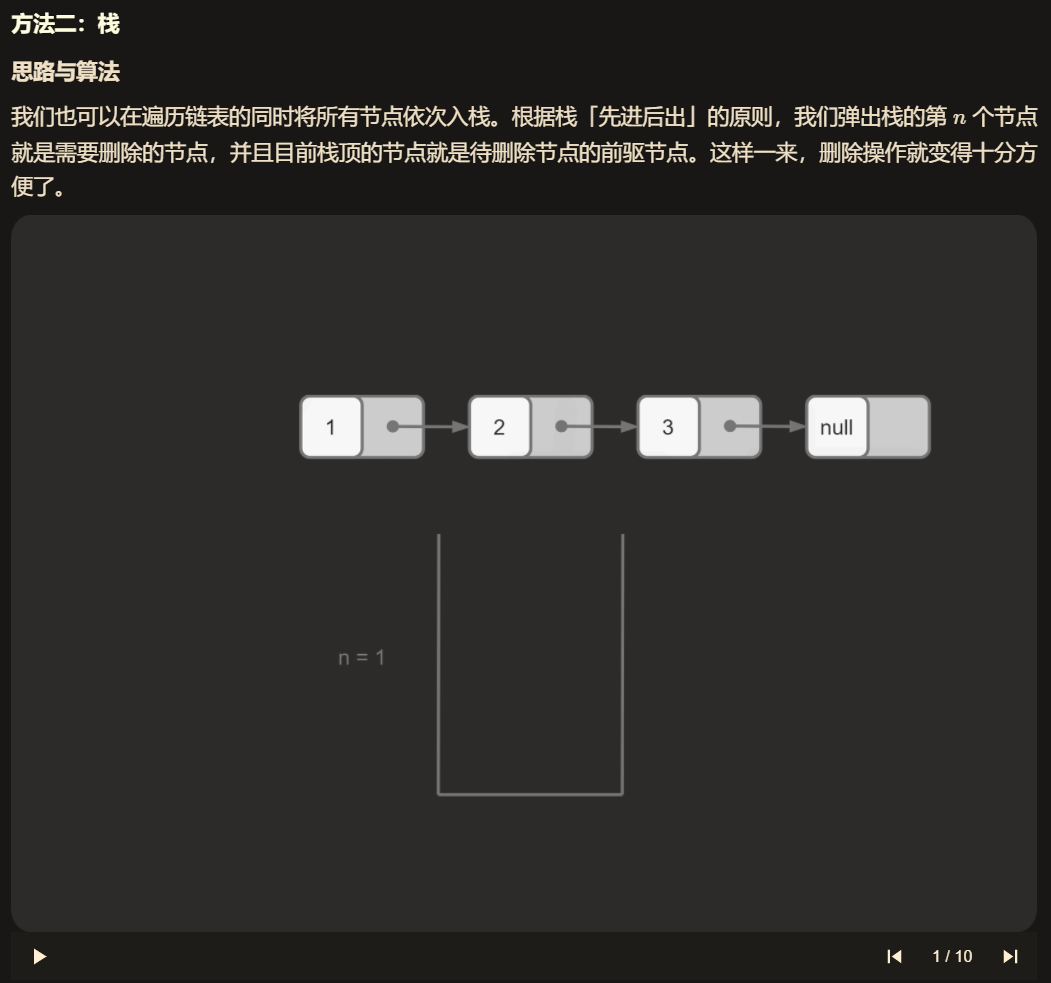 方法二：栈
思路与算法
我们也可以在遍历链表的同时将所有节点依次入栈。根据栈「先进后出」的原则，我们弹出栈的第 n 个节点
就是需要删除的节点，并且目前栈顶的节点就是待删除节点的前驱节点。这样一来，删除操作就变得十分方
便了。
1 2 3 null
n = 1
1 / 10